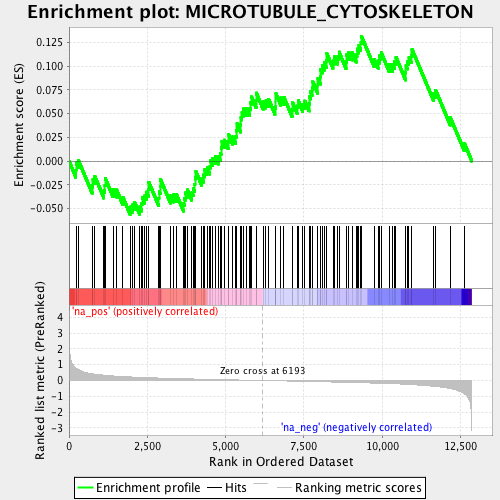 Enrichment plot: MICROTUBULE_CYTOSKELETON
Enrichment score (ES)
0.125
0.100
0.075
0.050
0.025
0.000
-0.025
-0.050
'na_pos' (positively correlated)
Ranked list metric (PreRanked)
4
3
2
1
0
-1
-2
-3
Zero cross at 6193
'na_neg' (negatively correlated)
0
2,500
5,000
7,500
10,000
12,500
Rank in Ordered Dataset
Enrichment profile
Hits
Ranking metric scores